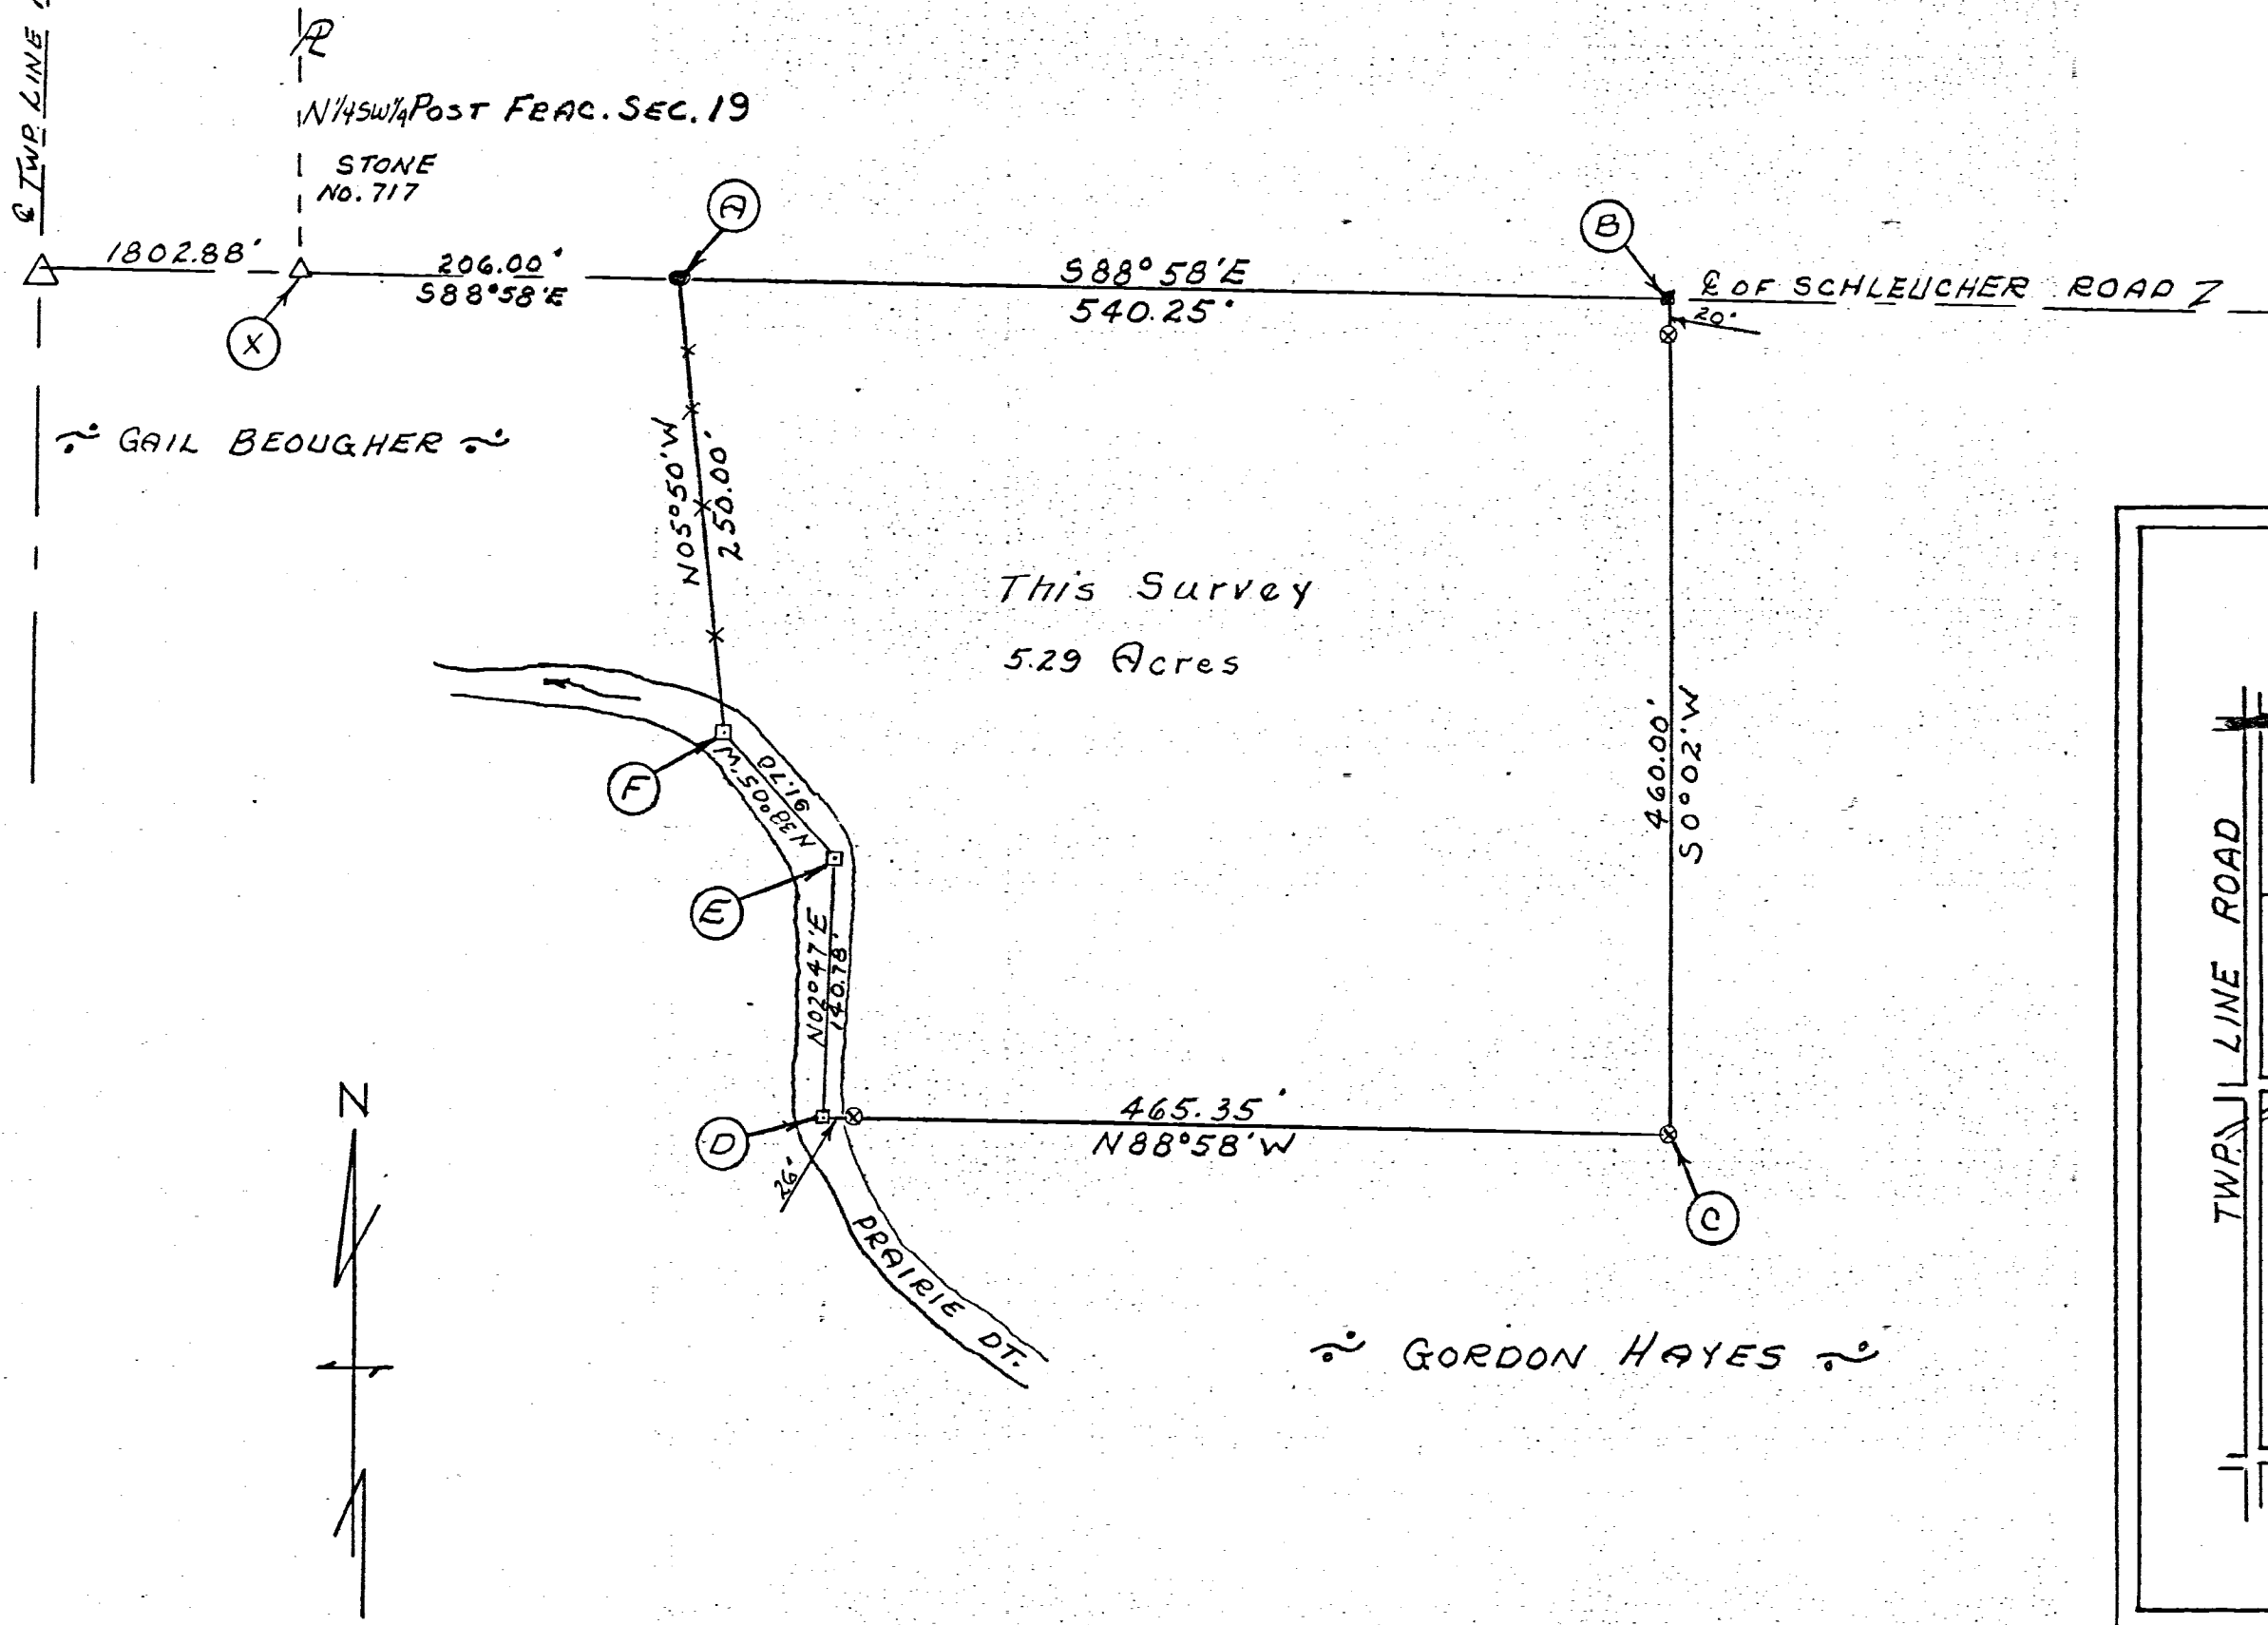 ℄ TWP. LINE
PL
N¼SW¼ POST FRAC. SEC. 19
STONE
NO. 717
A
B
1802.88'
206.00'
S88°58'E
S88°58'E
540.25'
℄ OF SCHLEUCHER ROAD
20'
X
GAIL BEOUGHER
N05°50'W
250.00'
This Survey
5.29 Acres
460.00'
S0°02'W
F
91.70
N38°05'W
E
N02°47'E
140.78'
TWP. LINE ROAD
N
465.35'
N88°58'W
D
26'
C
PRAIRIE DT.
GORDON HAYES